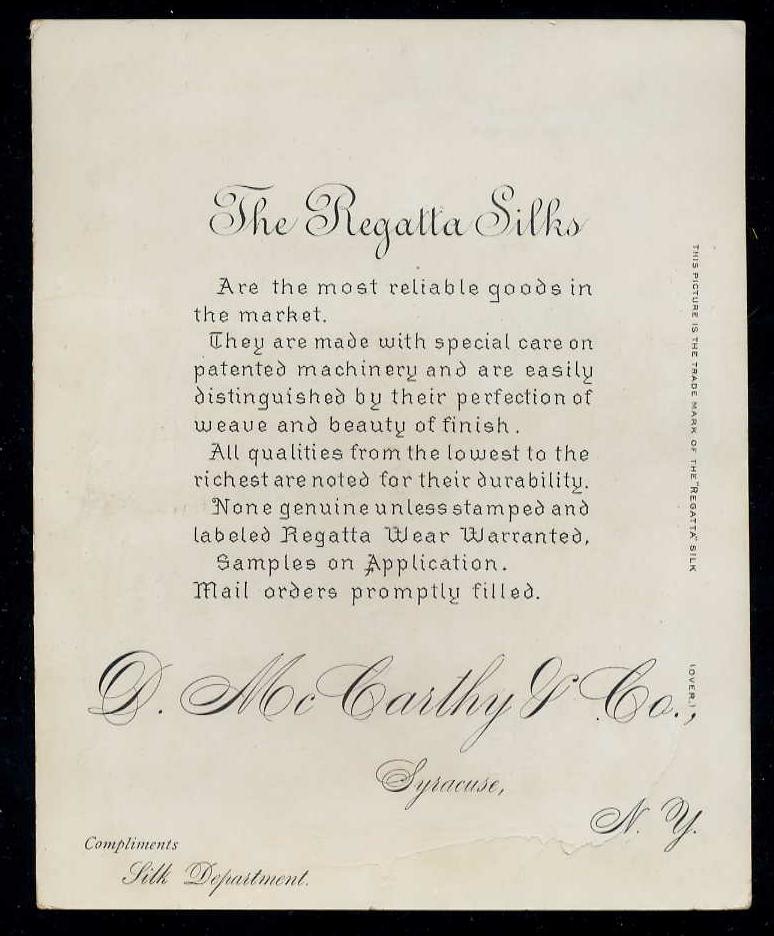 The Regatta Silks
Are the most reliable goods in
the market.
They are made with special care on
patented machinery and are easily
distinguished by their perfection of
weave and beauty of finish.
All qualities from the lowest to the
richest are noted for their durability.
None genuine unless stamped and
labeled Regatta Wear Warranted,
Samples on Application.
Mail orders promptly filled.
D. McCarthy & Co.,
Syracuse,
N. Y.
Compliments
Silk Department.
THIS PICTURE IS THE TRADE MARK OF THE "REGATTA" SILK
(OVER.)